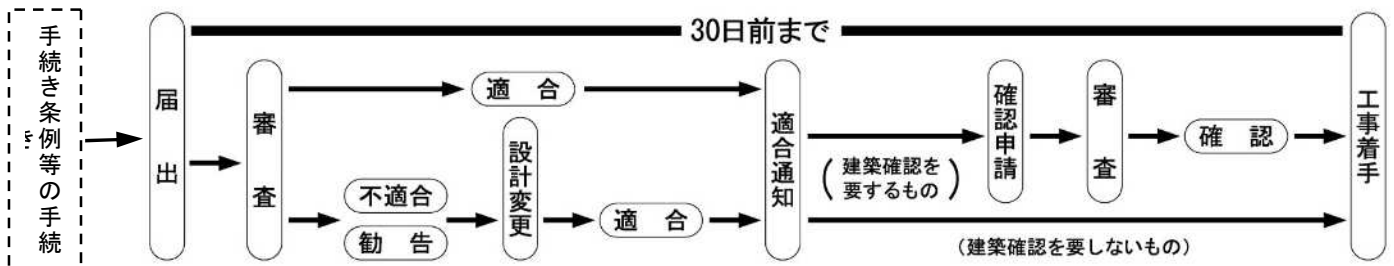 手続き条例等の手続き
届出
30日前まで
審査
適合
不適合
勧告
設計変更
適合
適合通知
(建築確認を
要するもの)
確認申請
審査
確認
(建築確認を要しないもの)
工事着手